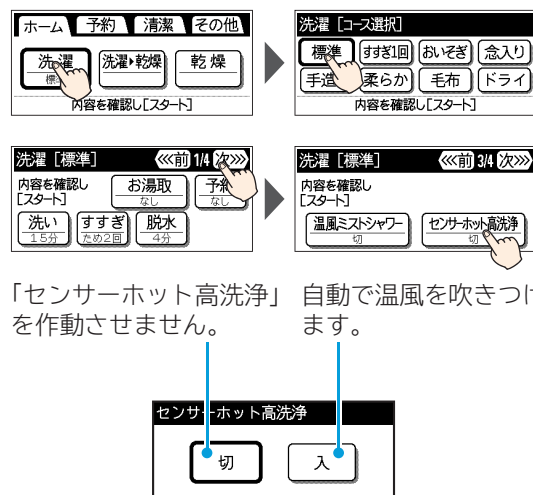 ホーム 予約 清潔 その他
洗濯 洗濯▶乾燥 乾燥
内容を確認し[スタート]
洗濯 [コース選択]
標準 すすぎ1回 おいそぎ 念入り
手造 柔らか 毛布 ドライ
内容を確認し[スタート]
洗濯 [標準] 前 1/4 次
内容を確認し
[スタート]
お湯取 なし
予約 なし
洗い すすぎ 脱水
15分 ため2回 4分
洗濯 [標準] 前 3/4 次
内容を確認し
[スタート]
温風ミストシャワー センサーホット高洗浄
切 切
「センサーホット高洗浄」
を作動させません。
自動で温風を吹きつけ
ます。
センサーホット高洗浄
切 入